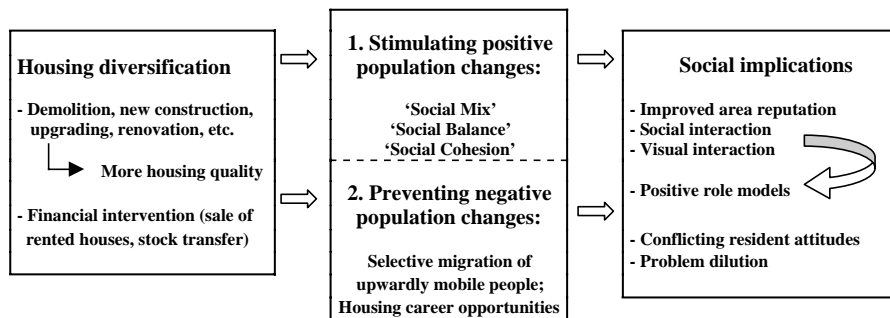 Housing diversification
- Demolition, new construction,
upgrading, renovation, etc.
More housing quality
- Financial intervention (sale of
rented houses, stock transfer)
1. Stimulating positive
population changes:
‘Social Mix’
‘Social Balance’
‘Social Cohesion’
2. Preventing negative
population changes:
Selective migration of
upwardly mobile people;
Housing career opportunities
Social implications
- Improved area reputation
- Social interaction
- Visual interaction
- Positive role models
- Conflicting resident attitudes
- Problem dilution